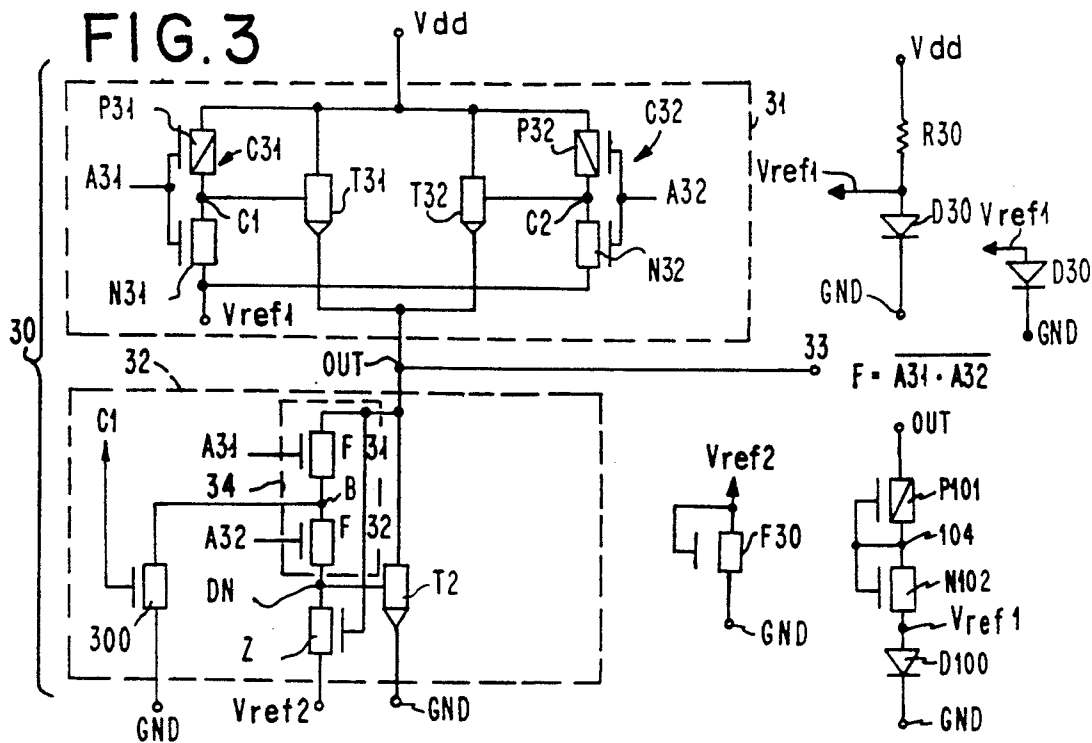 FIG. 3
Vdd
P31
C31
A31
T31
C1
N31
Vref1
P32
C32
T32
C2
A32
N32
31
Vdd
R30
Vref1
D30
GND
Vref1
D30
GND
30
OUT
33
F = A31 · A32
32
C1
A31
F 31
34
B
A32
F 32
DN
T2
300
Z
GND
Vref2
GND
Vref2
F30
GND
OUT
P101
104
N102
Vref1
D100
GND